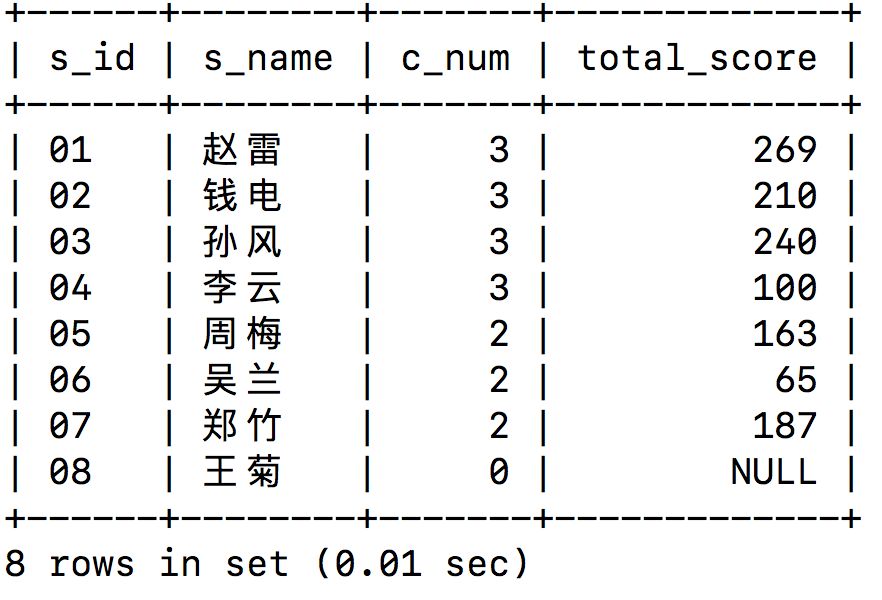 +------+--------+-------+-------------+
| s_id | s_name | c_num | total_score |
+------+--------+-------+-------------+
| 01 | 赵雷 | 3 | 269 |
| 02 | 钱电 | 3 | 210 |
| 03 | 孙风 | 3 | 240 |
| 04 | 李云 | 3 | 100 |
| 05 | 周梅 | 2 | 163 |
| 06 | 吴兰 | 2 | 65 |
| 07 | 郑竹 | 2 | 187 |
| 08 | 王菊 | 0 | NULL |
+------+--------+-------+-------------+
8 rows in set (0.01 sec)